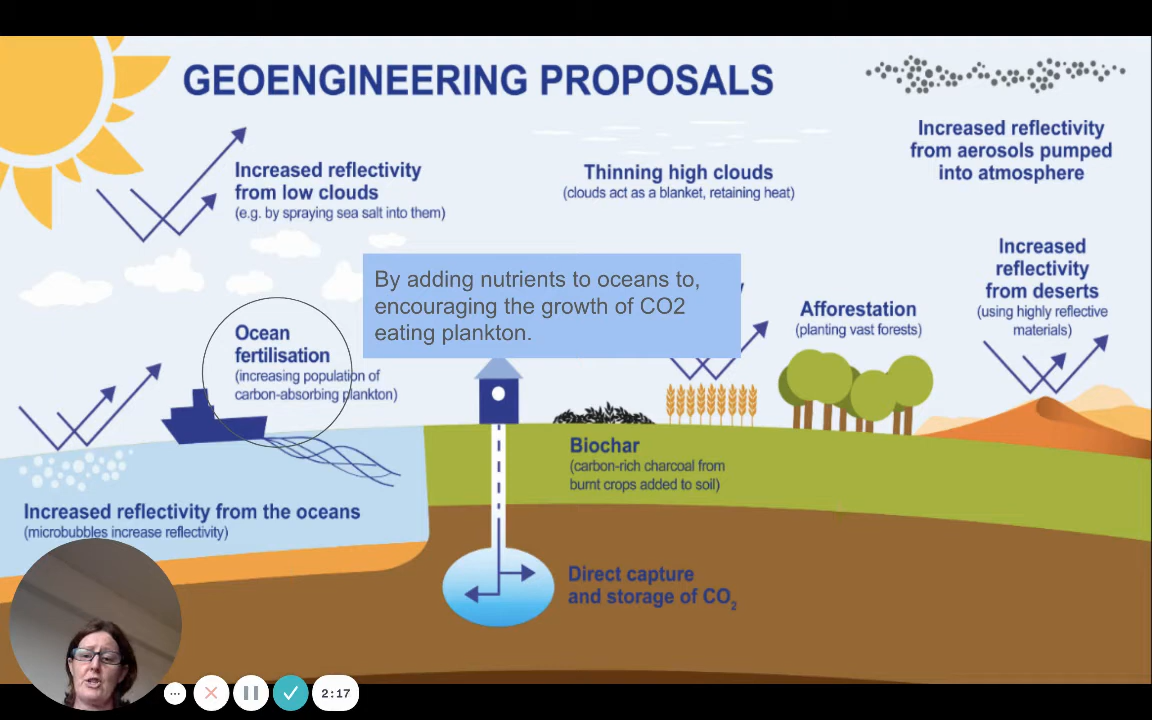 GEOENGINEERING PROPOSALS
Increased reflectivity
from low clouds
(e.g. by spraying sea salt into them)
Thinning high clouds
(clouds act as a blanket, retaining heat)
Increased reflectivity
from aerosols pumped
into atmosphere
By adding nutrients to oceans to,
encouraging the growth of CO2
eating plankton.
Increased
reflectivity
from deserts
(using highly reflective
materials)
Afforestation
(planting vast forests)
Ocean
fertilisation
(increasing population of
carbon-absorbing plankton)
Biochar
(carbon-rich charcoal from
burnt crops added to soil)
Increased reflectivity from the oceans
(microbubbles increase reflectivity)
Direct capture
and storage of CO2
2:17